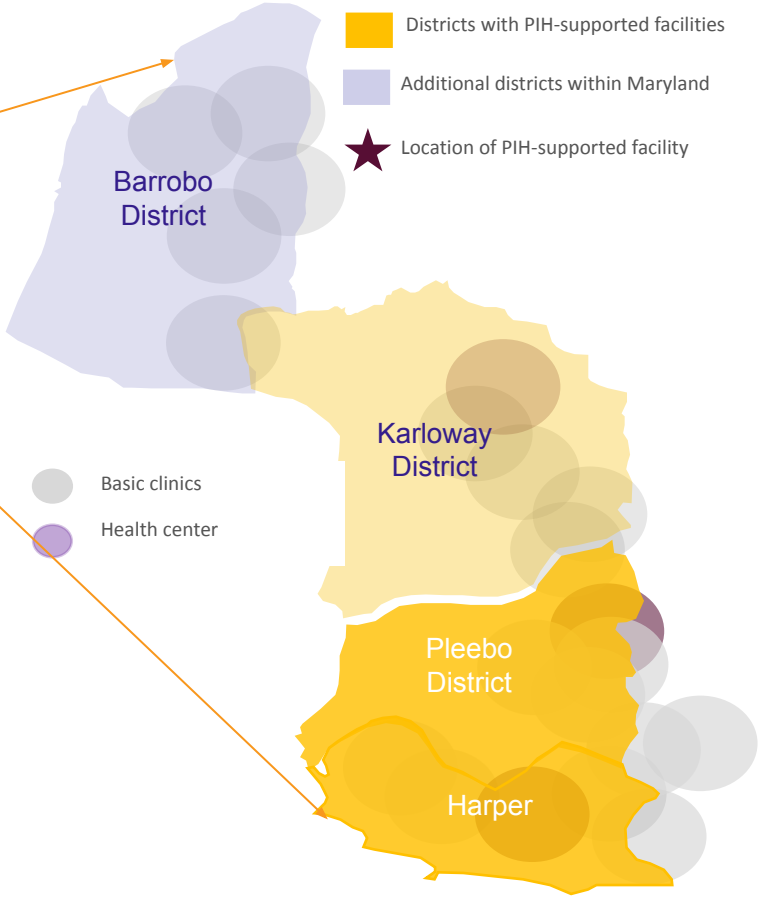 Districts with PIH-supported facilities
Additional districts within Maryland
Location of PIH-supported facility
Barrobo
District
Karloway
District
Basic clinics
Health center
Pleebo
District
Harper